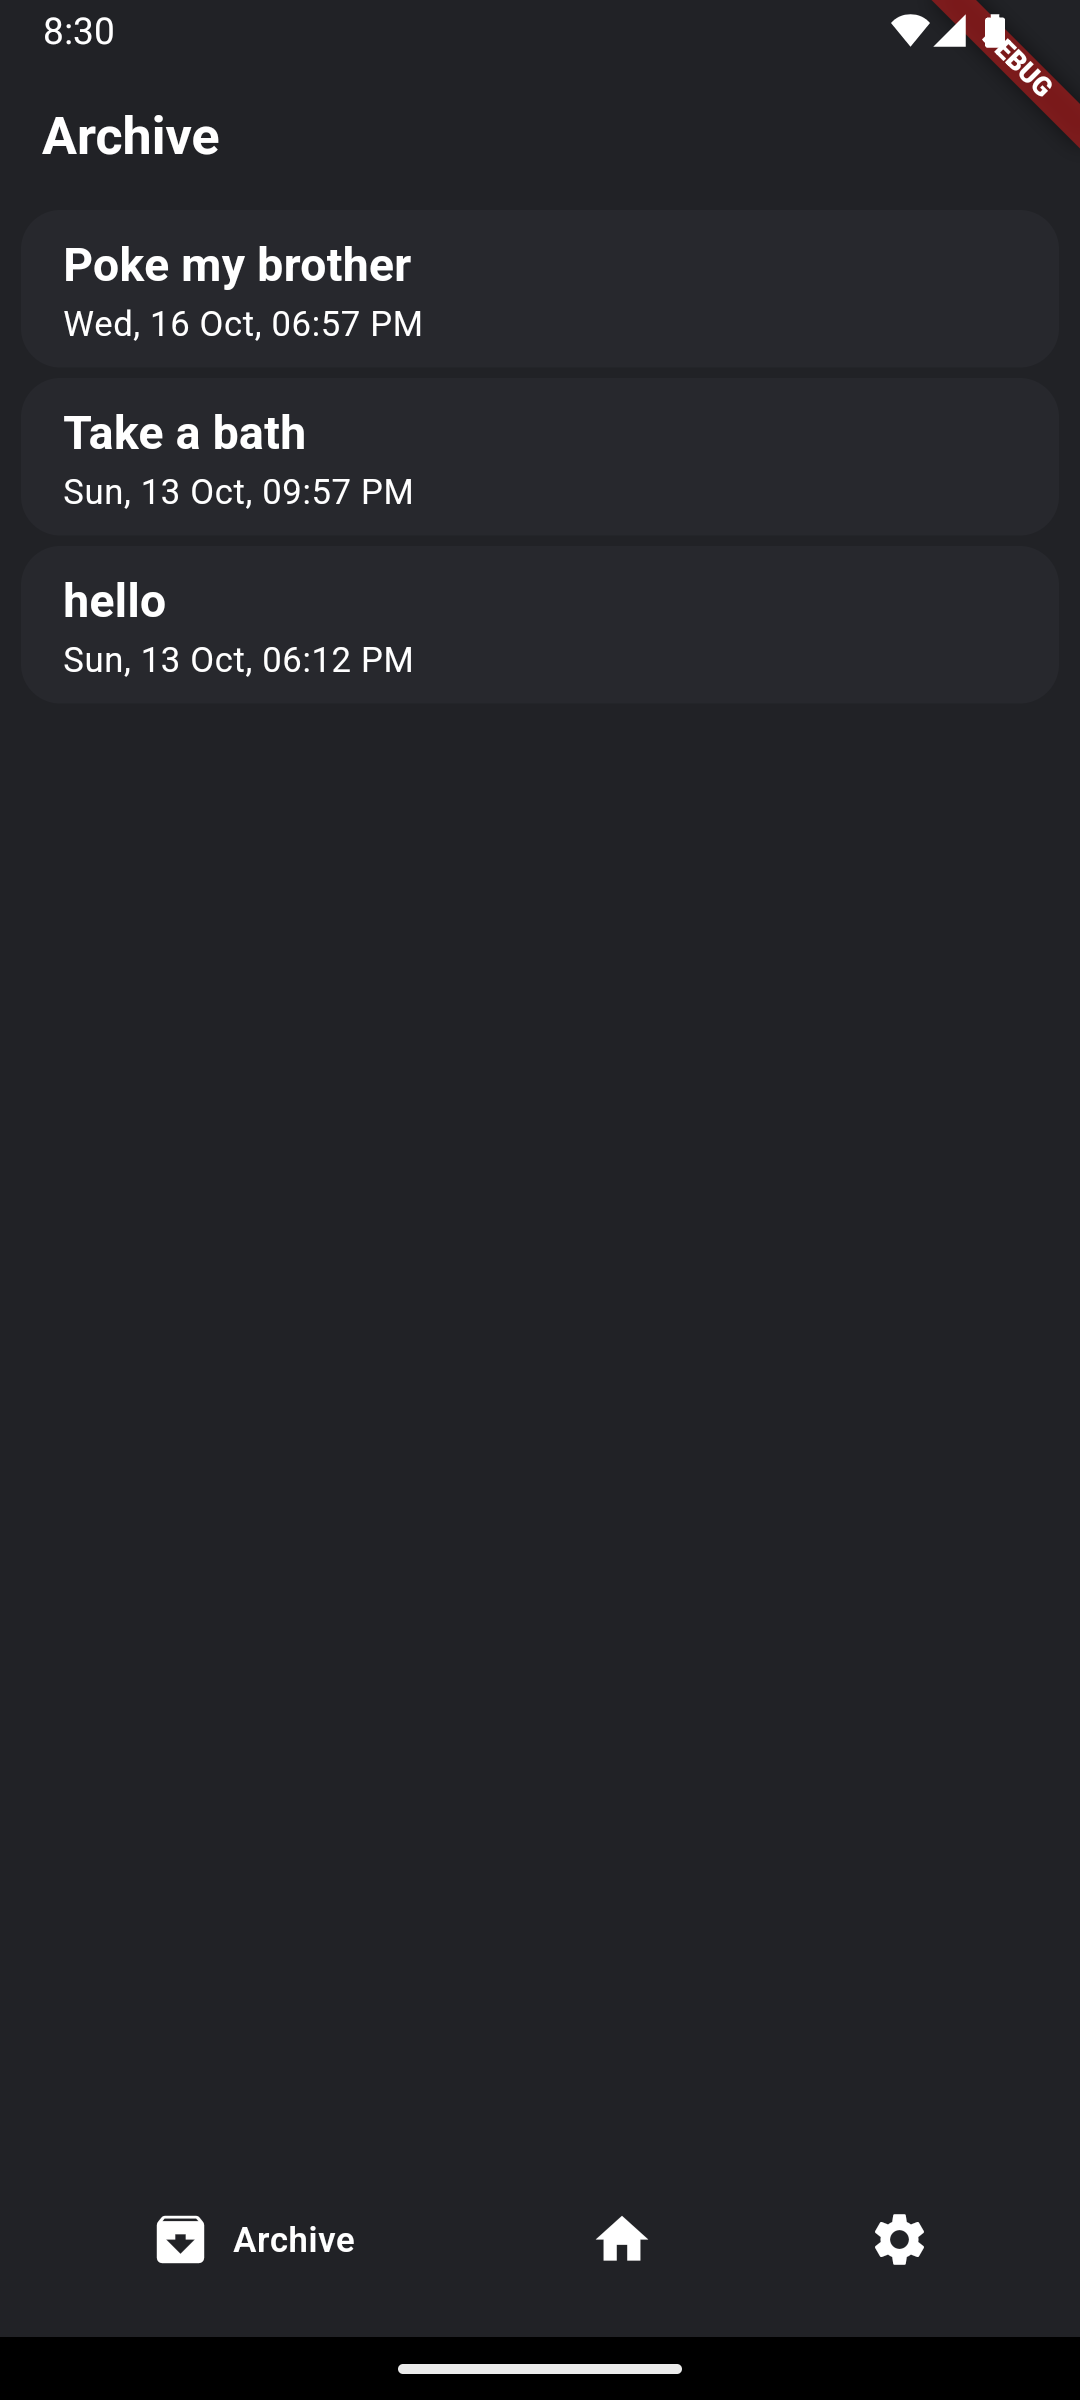 8:30
DEBUG
Archive
Poke my brother
Wed, 16 Oct, 06:57 PM
Take a bath
Sun, 13 Oct, 09:57 PM
hello
Sun, 13 Oct, 06:12 PM
Archive